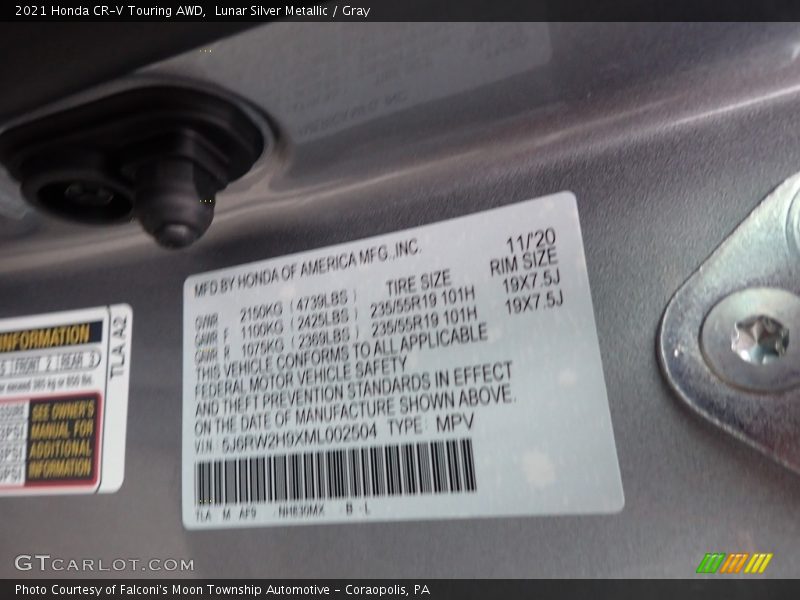 2021 Honda CR-V Touring AWD, Lunar Silver Metallic / Gray
MFD BY HONDA OF AMERICA MFG.,INC. 11/'20
TIRE SIZE RIM SIZE
GVWR 2150KG ( 4739LBS )
GAWR F 1100KG ( 2425LBS ) 235/55R19 101H 19X7.5J
GAWR R 1075KG ( 2369LBS ) 235/55R19 101H 19X7.5J
THIS VEHICLE CONFORMS TO ALL APPLICABLE
FEDERAL MOTOR VEHICLE SAFETY
AND THEFT PREVENTION STANDARDS IN EFFECT
ON THE DATE OF MANUFACTURE SHOWN ABOVE.
V.I.N. 5J6RW2H9XML002504 TYPE: MPV
TLA M AF9 NH830MX B - L
INFORMATION
FRONT 2 REAR 3
SEE OWNER'S
MANUAL FOR
ADDITIONAL
INFORMATION
TLA A2
GTCARLOT.COM
Photo Courtesy of Falconi's Moon Township Automotive - Coraopolis, PA